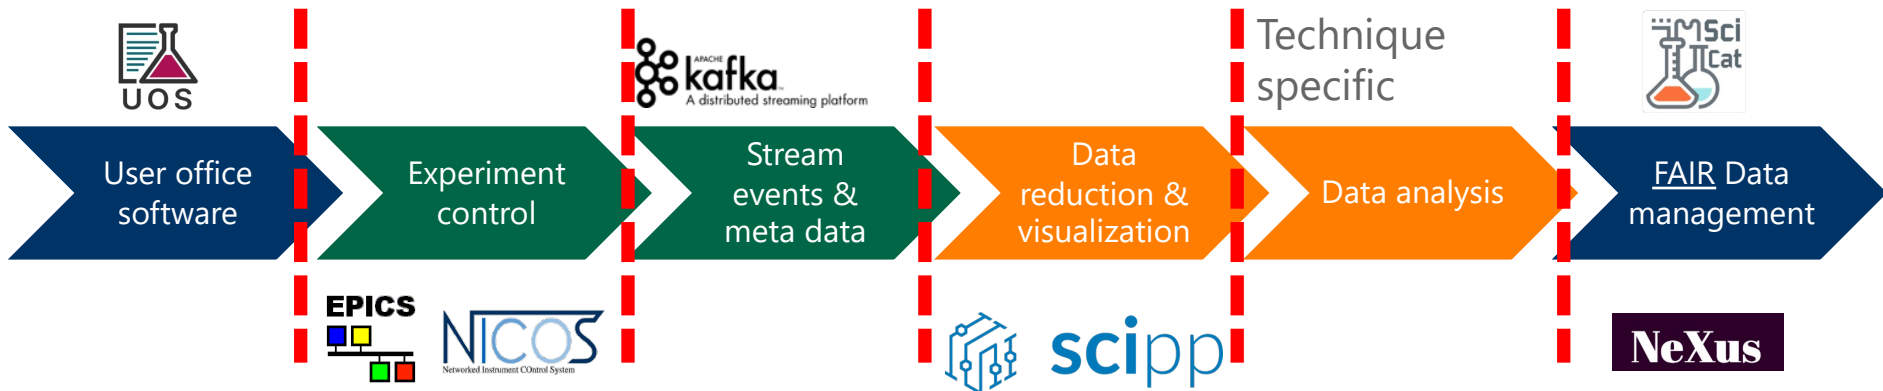 UOS
APACHE
kafka
A distributed streaming platform
Technique
specific
SciCat
User office
software
Experiment
control
Stream
events &
meta data
Data
reduction &
visualization
Data analysis
FAIR Data
management
EPICS
NICOS
Networked Instrument COntrol System
scipp
NeXus